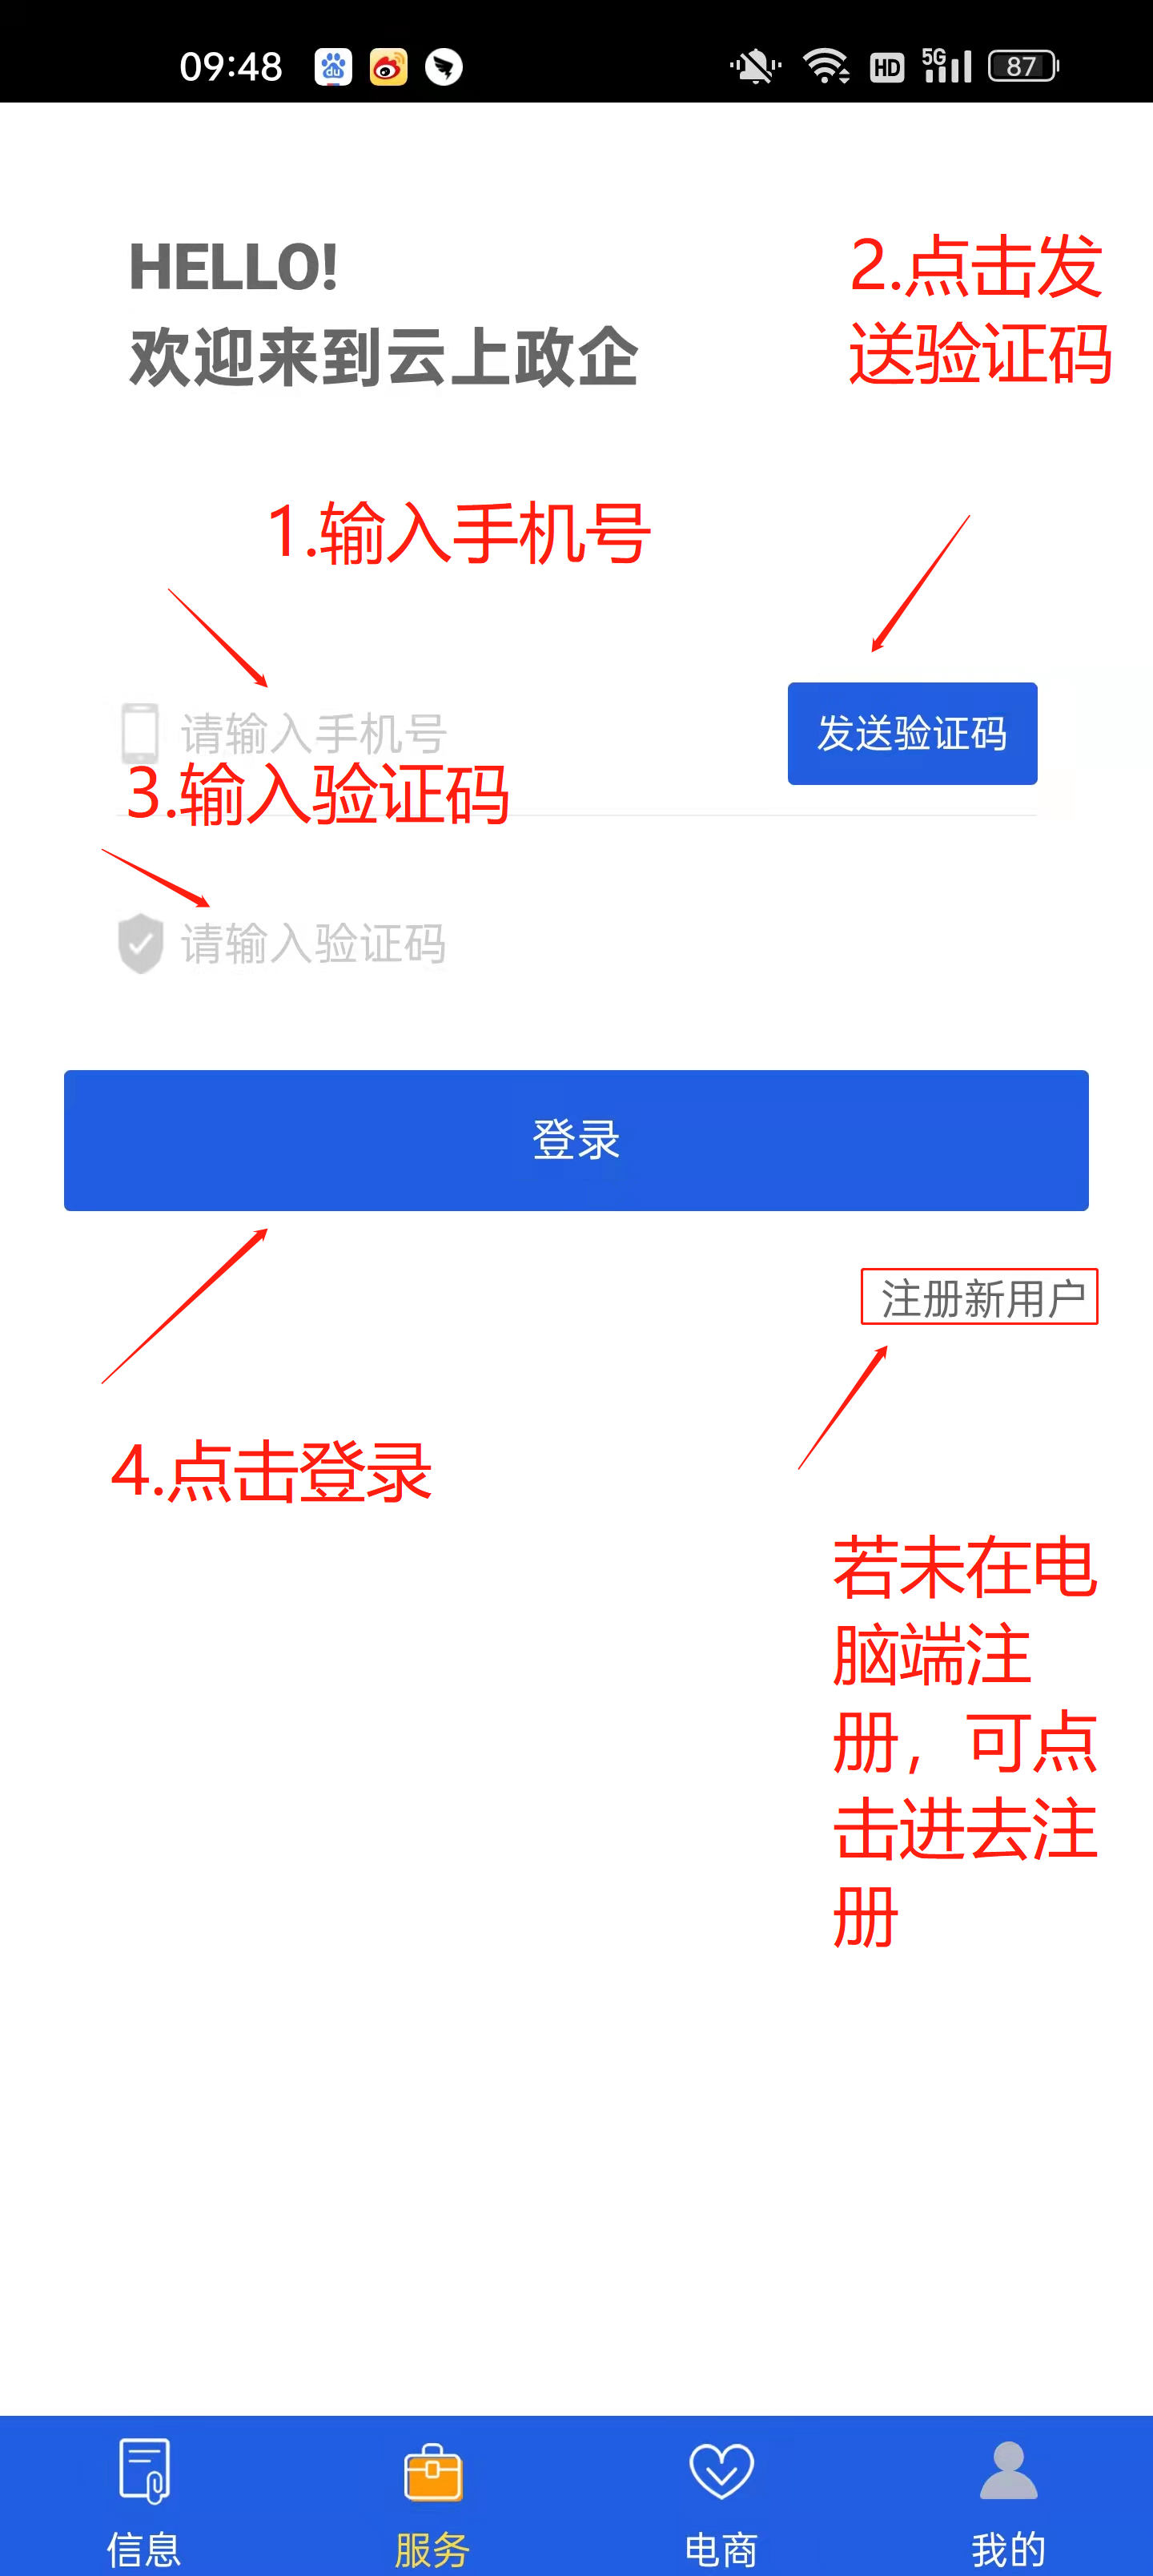 09:48
du
HD
5G
87
HELLO!
欢迎来到云上政企
2.点击发
送验证码
1.输入手机号
请输入手机号
发送验证码
3.输入验证码
请输入验证码
登录
注册新用户
4.点击登录
若未在电
脑端注
册，可点
击进去注
册
信息
服务
电商
我的